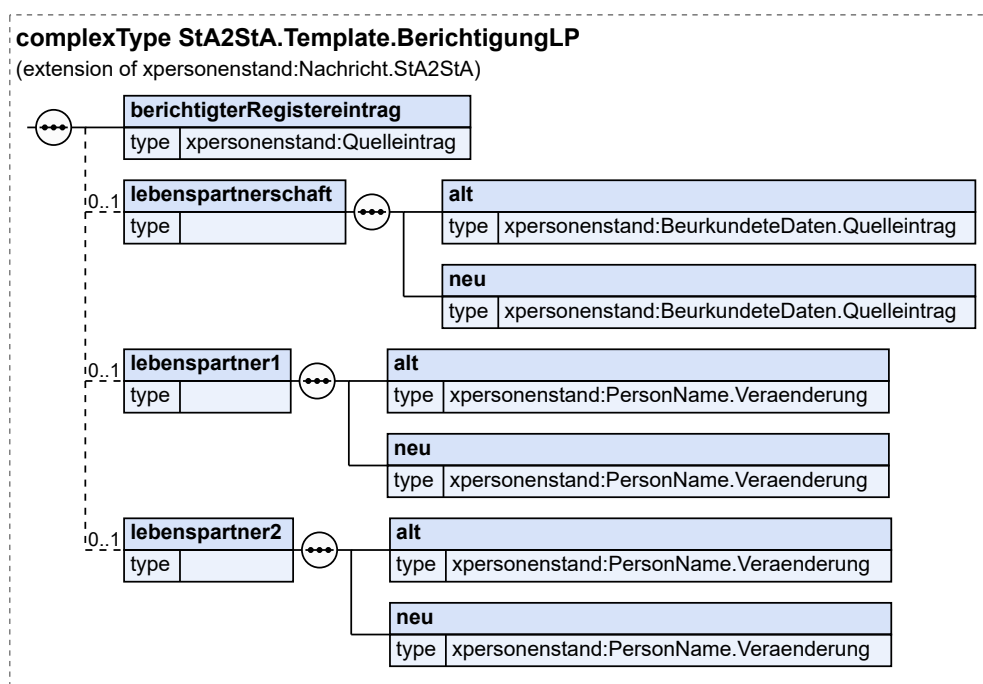 complexType StA2StA.Template.BerichtigungLP
(extension of xpersonenstand:Nachricht.StA2StA)
berichtigterRegistereintrag
type xpersonenstand:Quelleintrag
0..1 lebenspartnerschaft
type
alt
type xpersonenstand:BeurkundeteDaten.Quelleintrag
neu
type xpersonenstand:BeurkundeteDaten.Quelleintrag
0..1 lebenspartner1
type
alt
type xpersonenstand:PersonName.Veraenderung
neu
type xpersonenstand:PersonName.Veraenderung
0..1 lebenspartner2
type
alt
type xpersonenstand:PersonName.Veraenderung
neu
type xpersonenstand:PersonName.Veraenderung